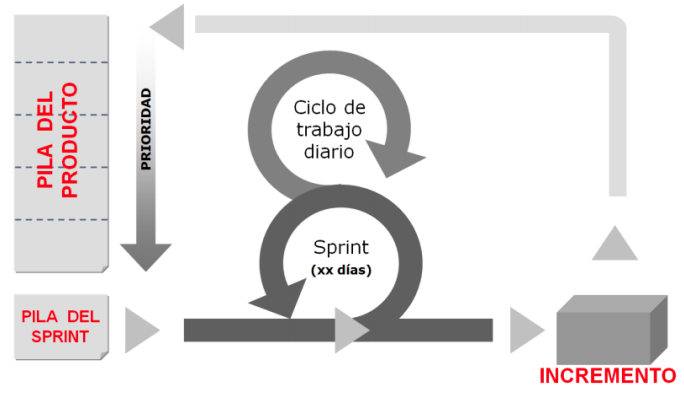 PILA DEL
PRODUCTO
PRIORIDAD
Ciclo de
trabajo
diario
Sprint
(xx días)
PILA DEL
SPRINT
INCREMENTO